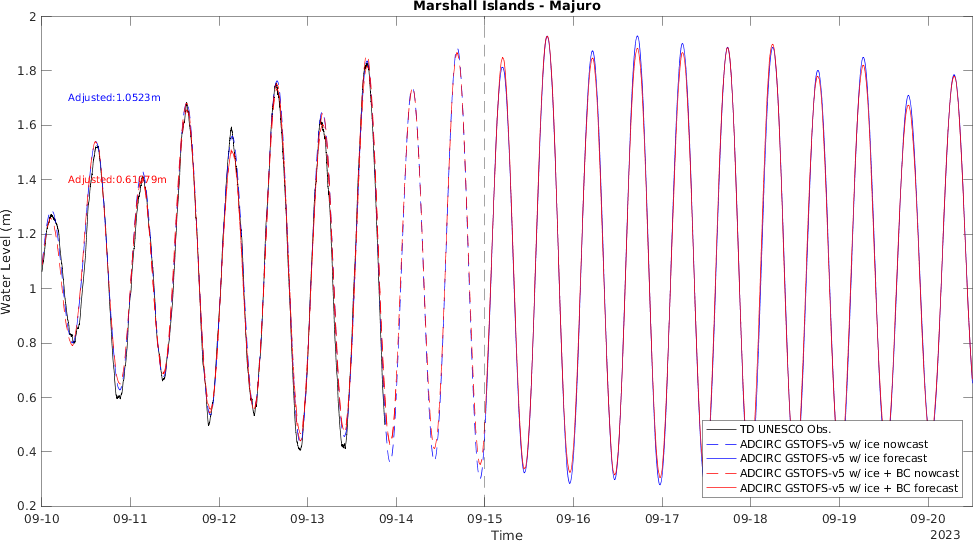 Marshall Islands - Majuro
2
1.8
1.6
1.4
1.2
1
0.8
0.6
0.4
0.2
Water Level (m)
Adjusted:1.0523m
TD UNESCO Obs.
ADCIRC GSTOFS-v5 w/ ice nowcast
ADCIRC GSTOFS-v5 w/ ice forecast
ADCIRC GSTOFS-v5 w/ ice + BC nowcast
ADCIRC GSTOFS-v5 w/ ice + BC forecast
09-10 09-11 09-12 09-13 09-14 09-15 09-16 09-17 09-18 09-19 09-20
Time
2023